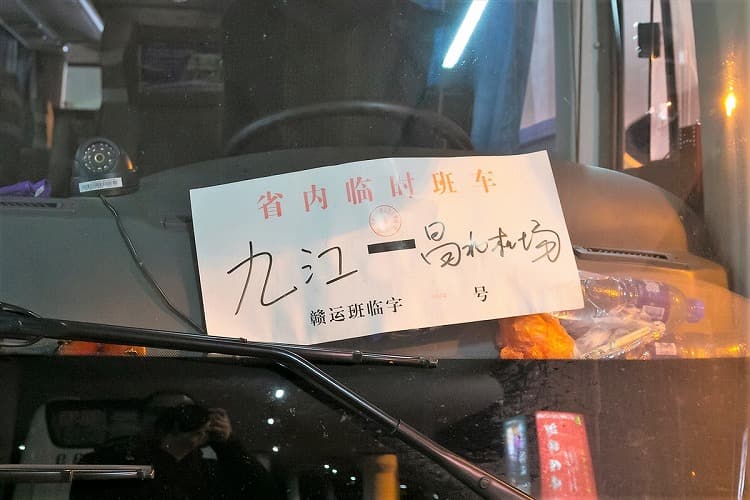 省内临时班车
九江 — 昌北机场
赣运班临字 号